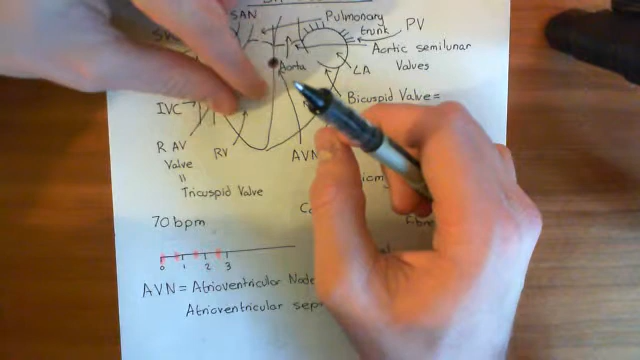 SAN
Pulmonary
trunk
PV
Aortic semilunar
Valves
Aorta
LA
Bicuspid Valve =
IVC
R AV
Valve
=
Tricuspid Valve
RV
AVN
70 bpm
0 1 2 3
AVN = Atrioventricular Node
Atrioventricular